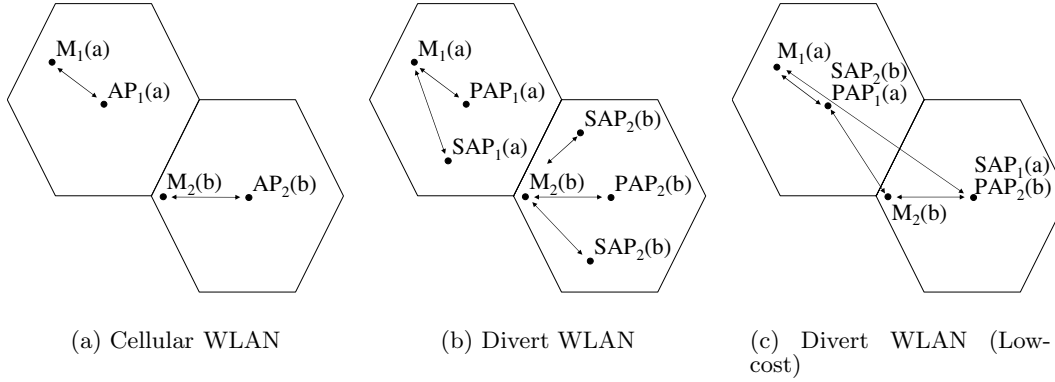 M₁(a)
AP₁(a)
M₂(b)
AP₂(b)
(a) Cellular WLAN
M₁(a)
PAP₁(a)
SAP₁(a)
SAP₂(b)
M₂(b)
PAP₂(b)
SAP₂(b)
(b) Divert WLAN
M₁(a)
SAP₂(b)
PAP₁(a)
SAP₁(a)
PAP₂(b)
M₂(b)
(c) Divert WLAN (Low-
cost)